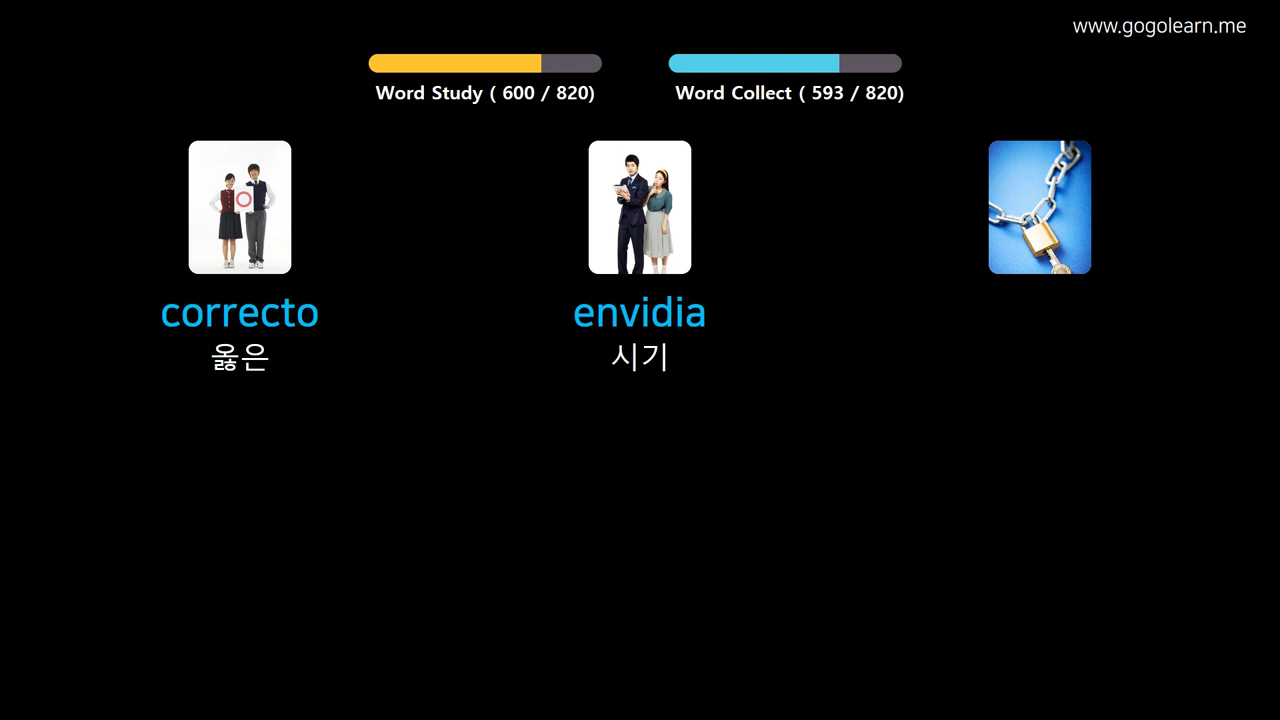 www.gogolearn.me
Word Study ( 600 / 820)
Word Collect ( 593 / 820)
correcto
옳은
envidia
시기